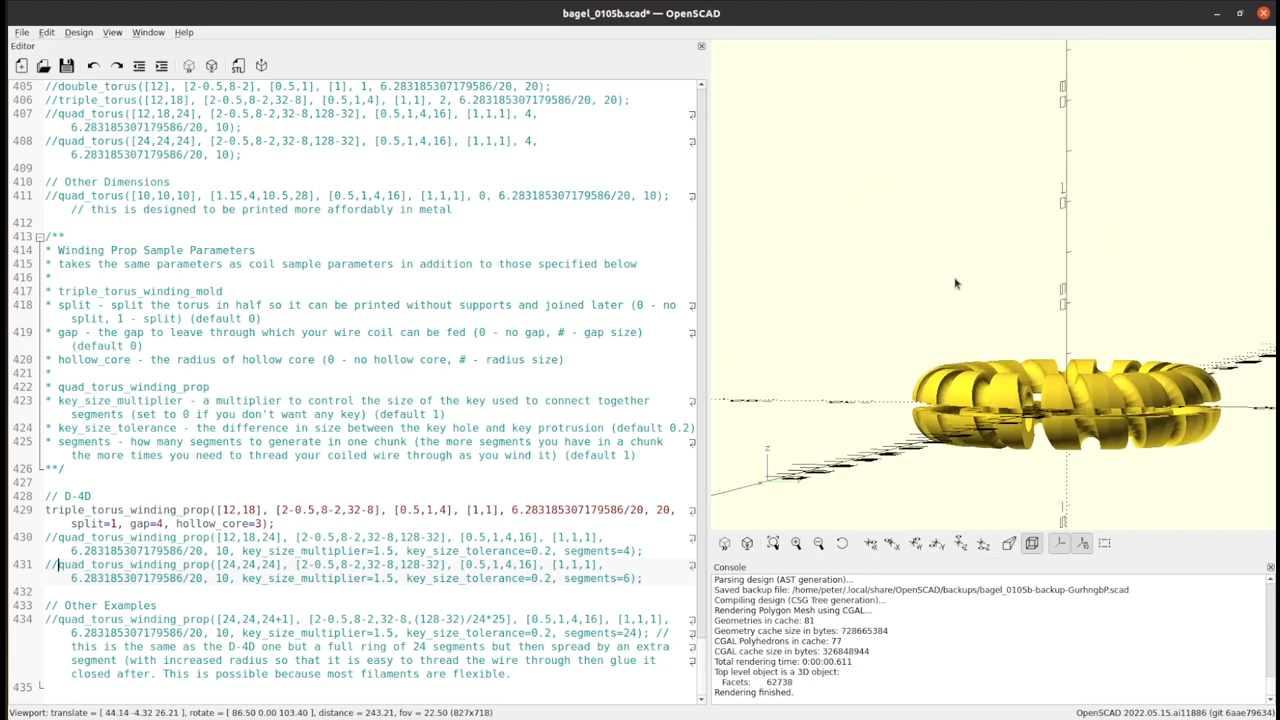 bagel_0105b.scad* — OpenSCAD
File Edit Design View Window Help
Editor
405 //double_torus([12], [2-0.5,8-2], [0.5,1], [1], 1, 6.283185307179586/20, 20);
406 //triple_torus([12,18], [2-0.5,8-2,32-8], [0.5,1,4], [1,1], 2, 6.283185307179586/20, 20);
407 //quad_torus([12,18,24], [2-0.5,8-2,32-8,128-32], [0.5,1,4,16], [1,1,1], 4,
6.283185307179586/20, 10);
408 //quad_torus([24,24,24], [2-0.5,8-2,32-8,128-32], [0.5,1,4,16], [1,1,1], 4,
6.283185307179586/20, 10);
409
410 // Other Dimensions
411 //quad_torus([10,10,10], [1.15,4,10.5,28], [0.5,1,4,16], [1,1,1], 0, 6.283185307179586/20, 10);
// this is designed to be printed more affordably in metal
412
413 /**
414 * Winding Prop Sample Parameters
415 * takes the same parameters as coil sample parameters in addition to those specified below
416 *
417 * triple_torus_winding_mold
418 * split - split the torus in half so it can be printed without supports and joined later (0 - no
split, 1 - split) (default 0)
419 * gap - the gap to leave through which your wire coil can be fed (0 - no gap, # - gap size)
(default 0)
420 * hollow_core - the radius of hollow core (0 - no hollow core, # - radius size)
421 *
422 * quad_torus_winding_prop
423 * key_size_multiplier - a multiplier to control the size of the key used to connect together
segments (set to 0 if you don't want any key) (default 1)
424 * key_size_tolerance - the difference in size between the key hole and key protrusion (default 0.2)
425 * segments - how many segments to generate in one chunk (the more segments you have in a chunk
the more times you need to thread your coiled wire through as you wind it) (default 1)
426 **/
427
428 // D-4D
429 triple_torus_winding_prop([12,18], [2-0.5,8-2,32-8], [0.5,1,4], [1,1], 6.283185307179586/20, 20,
split=1, gap=4, hollow_core=3);
430 //quad_torus_winding_prop([12,18,24], [2-0.5,8-2,32-8,128-32], [0.5,1,4,16], [1,1,1],
6.283185307179586/20, 10, key_size_multiplier=1.5, key_size_tolerance=0.2, segments=4);
431 //quad_torus_winding_prop([24,24,24], [2-0.5,8-2,32-8,128-32], [0.5,1,4,16], [1,1,1],
6.283185307179586/20, 10, key_size_multiplier=1.5, key_size_tolerance=0.2, segments=6);
432
433 // Other Examples
434 //quad_torus_winding_prop([24,24,24+1], [2-0.5,8-2,32-8,(128-32)/24*25], [0.5,1,4,16], [1,1,1],
6.283185307179586/20, 10, key_size_multiplier=1.5, key_size_tolerance=0.2, segments=24); //
this is the same as the D-4D one but a full ring of 24 segments but then spread by an extra
segment (with increased radius so that it is easy to thread the wire through then glue it
closed after. This is possible because most filaments are flexible.
435
STL
z
Console
Parsing design (AST generation)...
Saved backup file: /home/peter/.local/share/OpenSCAD/backups/bagel_0105b-backup-GurhngbP.scad
Compiling design (CSG Tree generation)...
Rendering Polygon Mesh using CGAL...
Geometries in cache: 81
Geometry cache size in bytes: 728665384
CGAL Polyhedrons in cache: 77
CGAL cache size in bytes: 326848944
Total rendering time: 0:00:00.611
Top level object is a 3D object:
Facets: 62738
Rendering finished.
Viewport: translate = [ 44.14 -4.32 26.21 ], rotate = [ 86.50 0.00 103.40 ], distance = 243.21, fov = 22.50 (827x718)
OpenSCAD 2022.05.15.ai11886 (git 6aae79634)